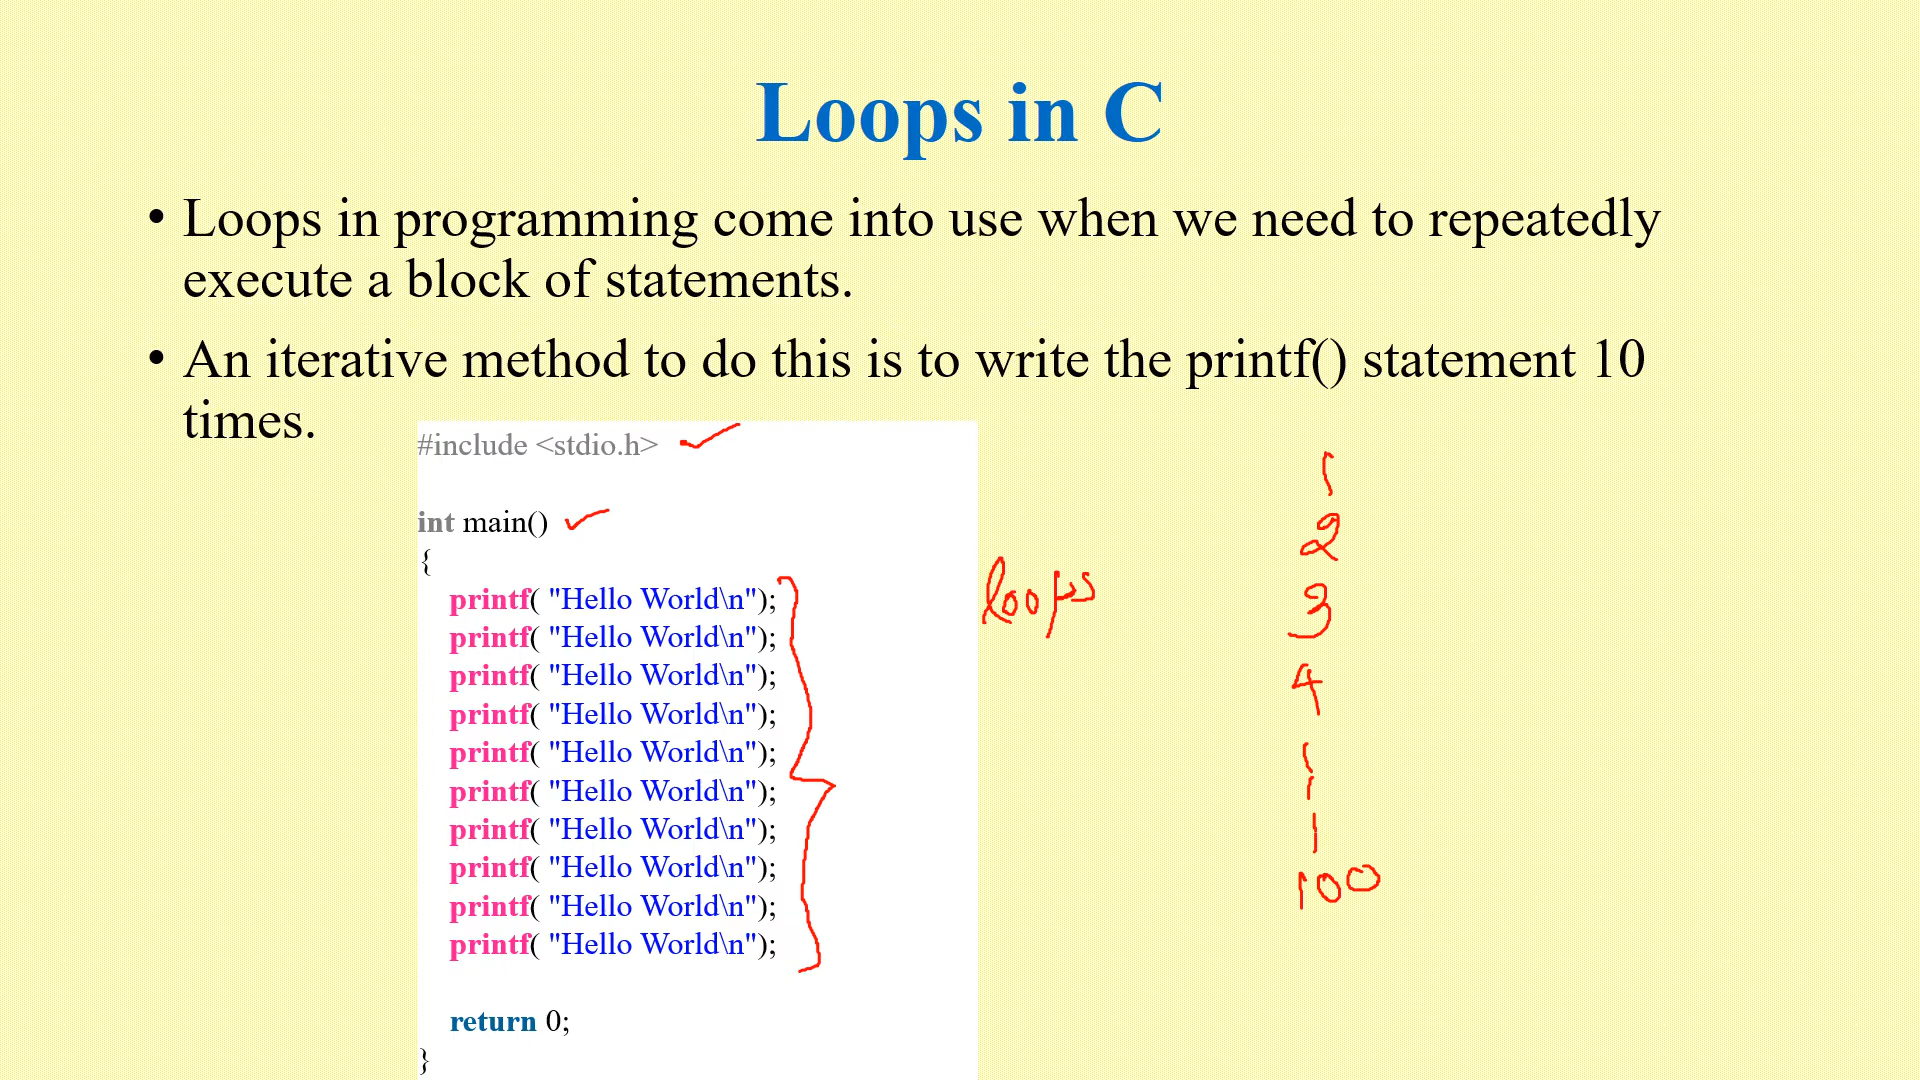 Loops in C
• Loops in programming come into use when we need to repeatedly
execute a block of statements.
• An iterative method to do this is to write the printf() statement 10
times.
#include <stdio.h>
int main()
{
printf( "Hello World\n");
printf( "Hello World\n");
printf( "Hello World\n");
printf( "Hello World\n");
printf( "Hello World\n");
printf( "Hello World\n");
printf( "Hello World\n");
printf( "Hello World\n");
printf( "Hello World\n");
printf( "Hello World\n");
return 0;
}
loops
1
2
3
4
100